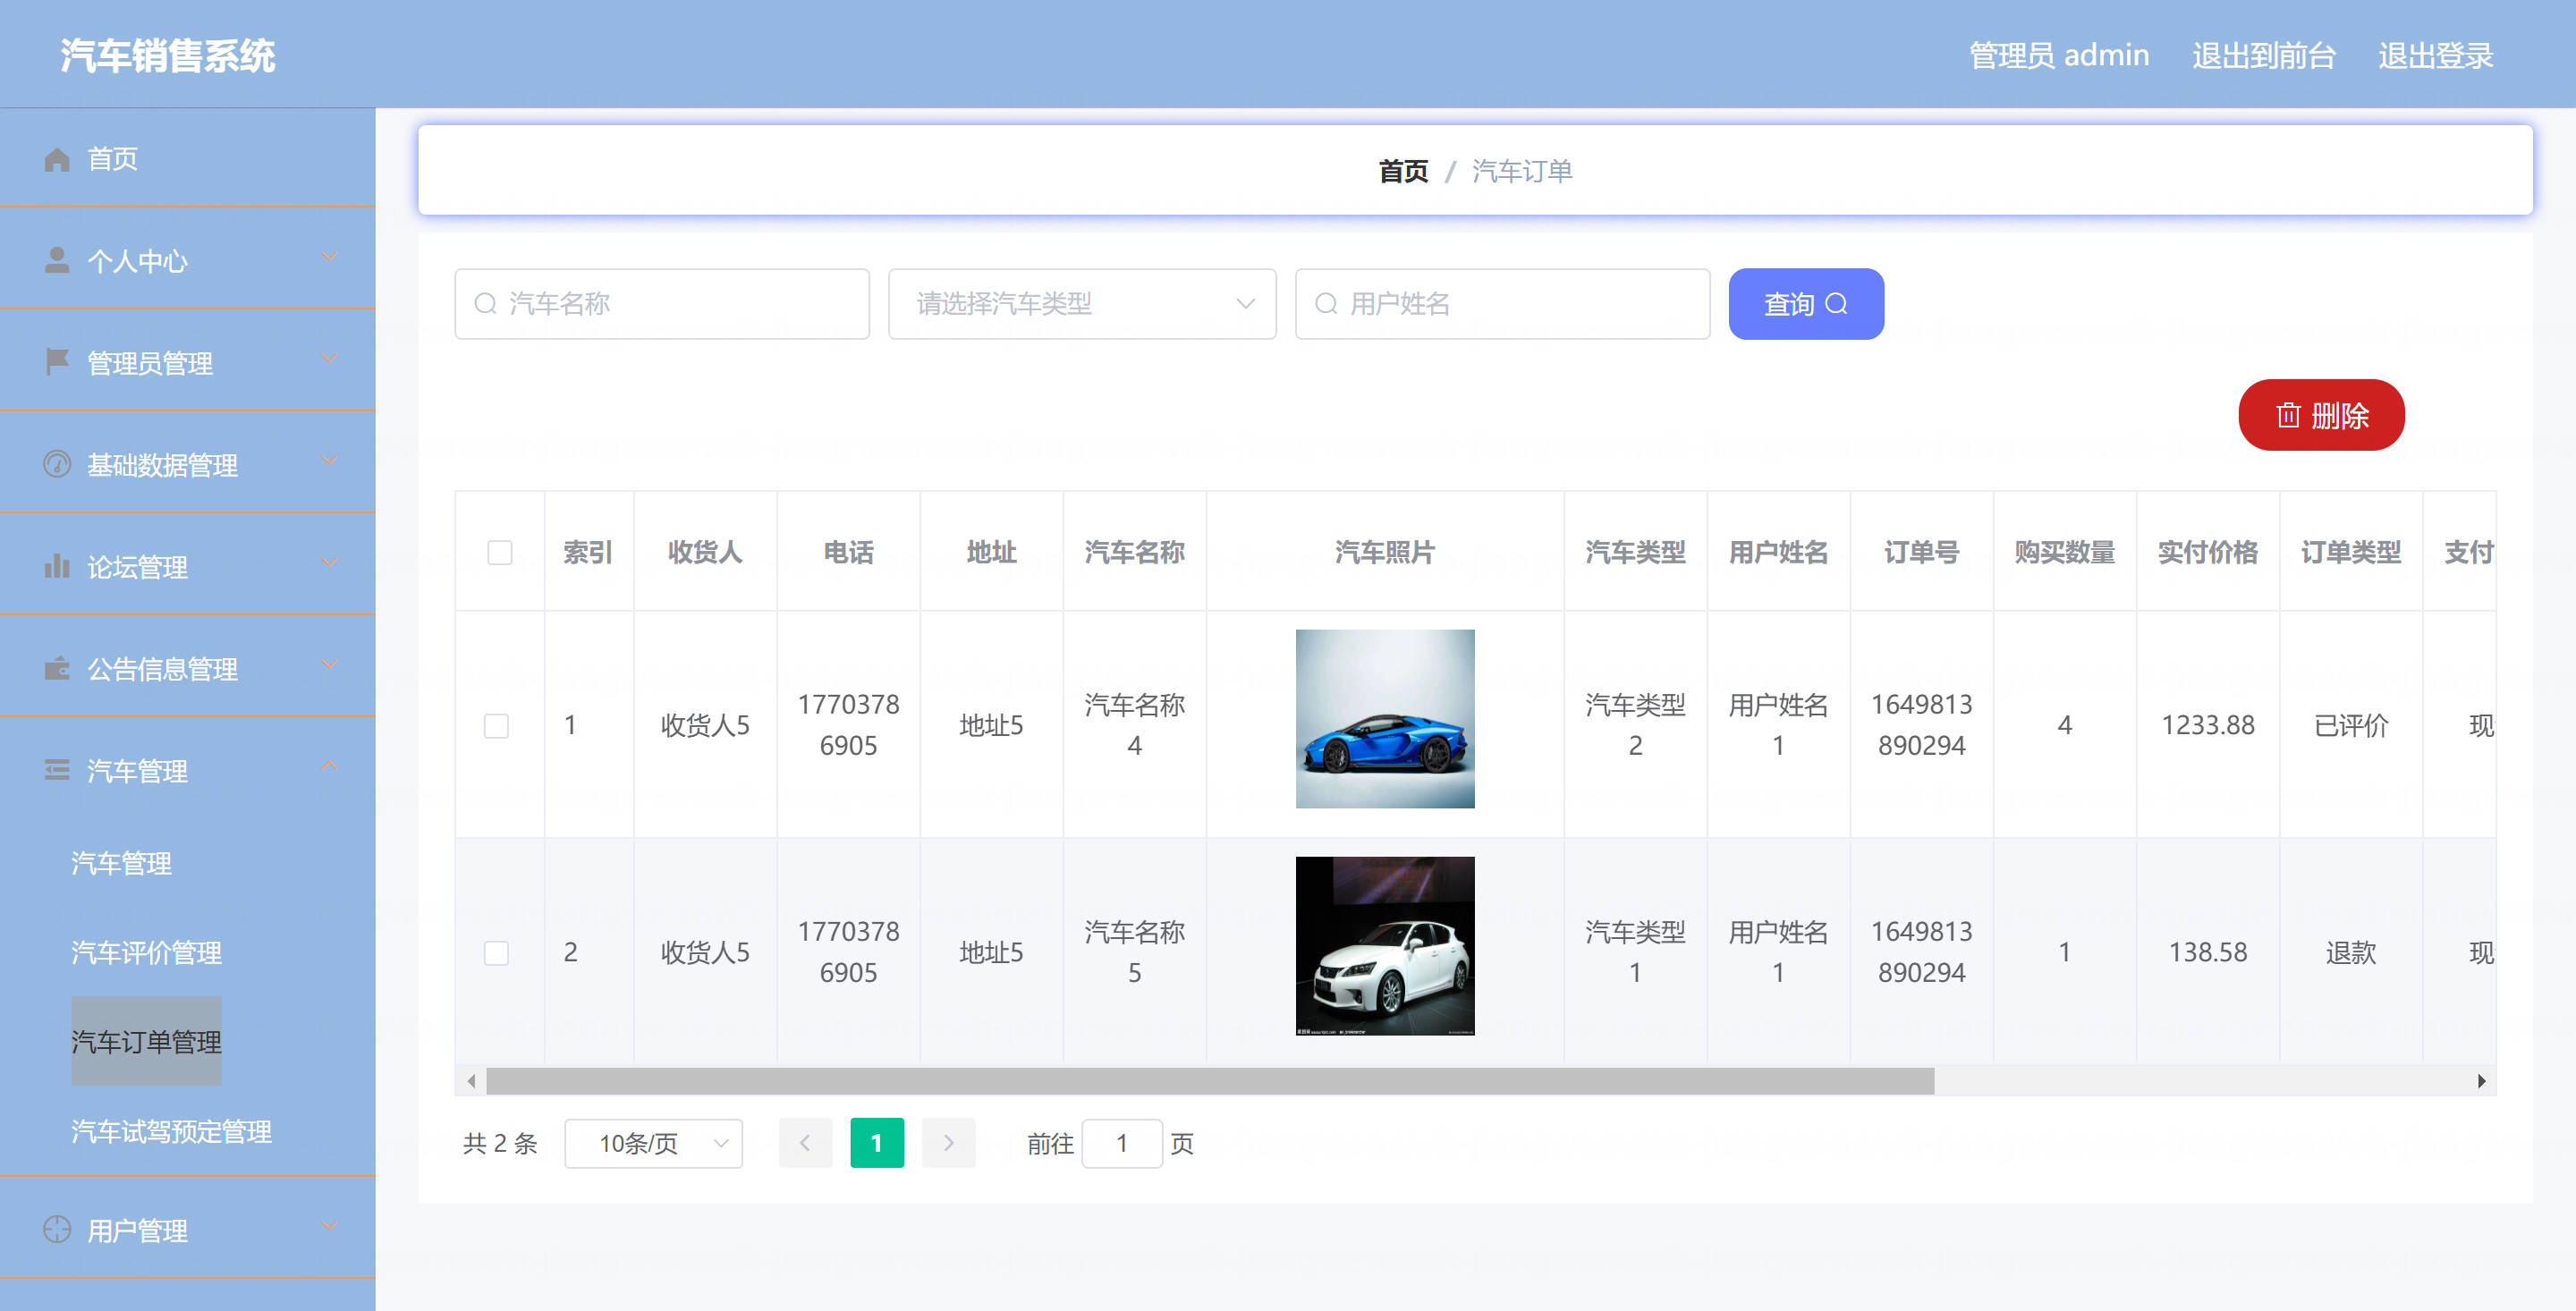 汽车销售系统
管理员 admin 退出到前台 退出登录
首页
个人中心
管理员管理
基础数据管理
论坛管理
公告信息管理
汽车管理
汽车管理
汽车评价管理
汽车订单管理
汽车试驾预定管理
用户管理
首页 / 汽车订单
汽车名称 请选择汽车类型 用户姓名 查询
删除
索引 收货人 电话 地址 汽车名称 汽车照片 汽车类型 用户姓名 订单号 购买数量 实付价格 订单类型 支付
1 收货人5 17703786905 地址5 汽车名称4 汽车类型2 用户姓名1 1649813890294 4 1233.88 已评价 现
2 收货人5 17703786905 地址5 汽车名称5 汽车类型1 用户姓名1 1649813890294 1 138.58 退款 现
共 2 条 10条/页 1 前往 1 页